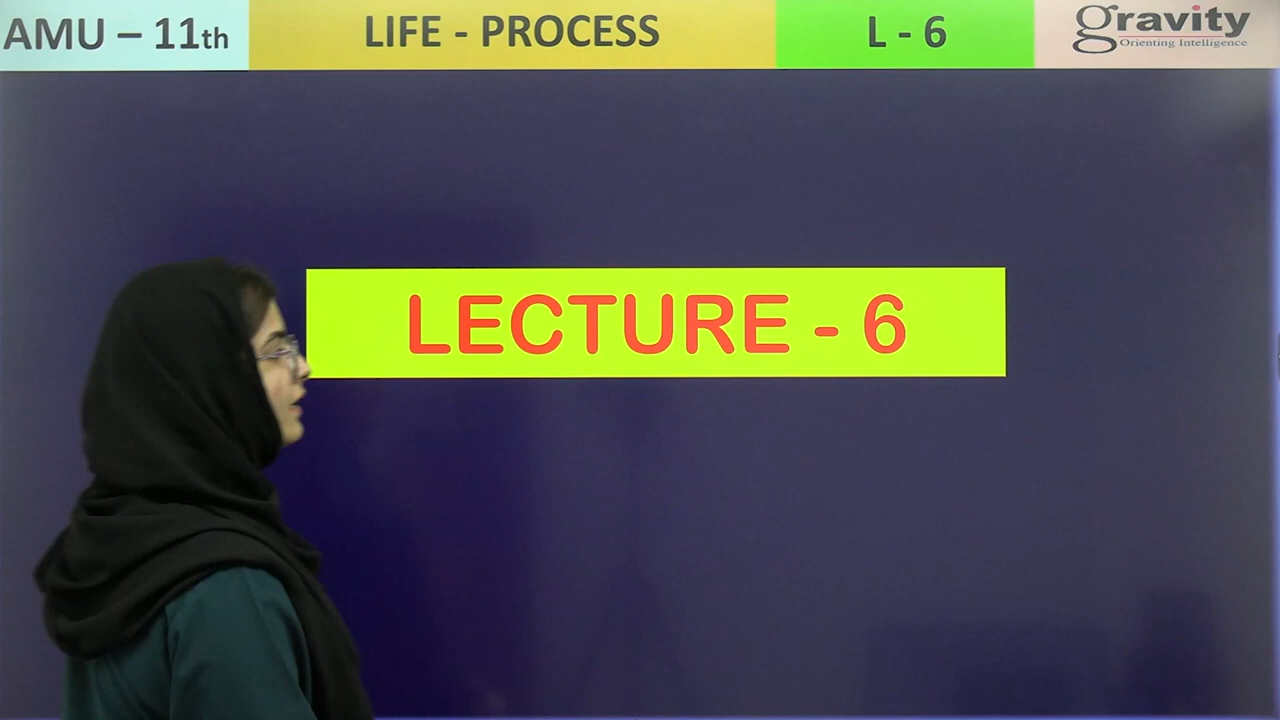 AMU – 11th
LIFE - PROCESS
L - 6
gravity
Orienting Intelligence
LECTURE - 6